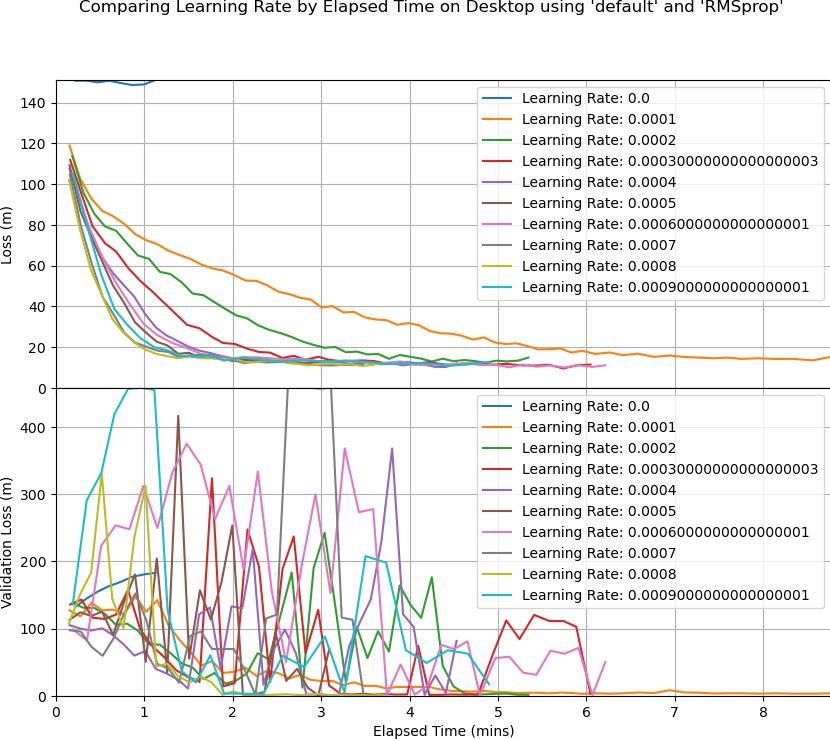 Comparing Learning Rate by Elapsed Time on Desktop using 'default' and 'RMSprop'
Loss (m)
140
120
100
80
60
40
20
0
Learning Rate: 0.0
Learning Rate: 0.0001
Learning Rate: 0.0002
Learning Rate: 0.00030000000000000003
Learning Rate: 0.0004
Learning Rate: 0.0005
Learning Rate: 0.0006000000000000001
Learning Rate: 0.0007
Learning Rate: 0.0008
Learning Rate: 0.0009000000000000001
Validation Loss (m)
400
300
200
100
0
Learning Rate: 0.0
Learning Rate: 0.0001
Learning Rate: 0.0002
Learning Rate: 0.00030000000000000003
Learning Rate: 0.0004
Learning Rate: 0.0005
Learning Rate: 0.0006000000000000001
Learning Rate: 0.0007
Learning Rate: 0.0008
Learning Rate: 0.0009000000000000001
0 1 2 3 4 5 6 7 8
Elapsed Time (mins)